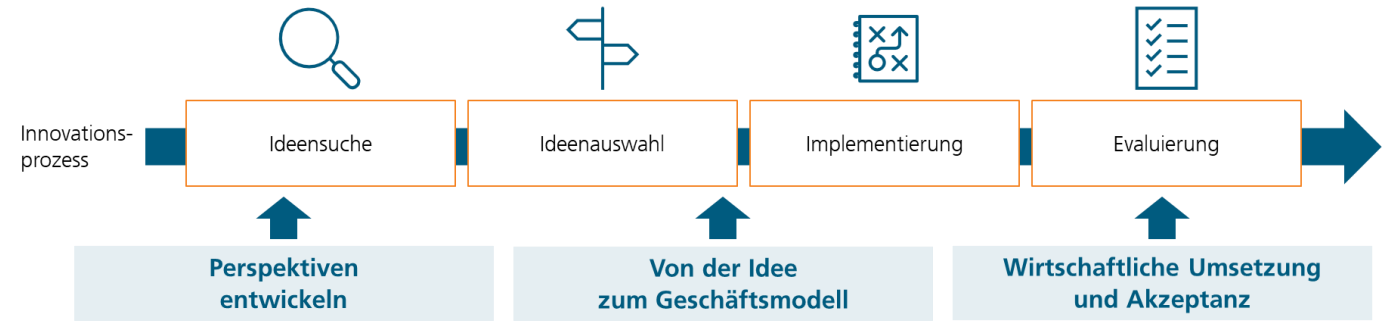 Innovations-
prozess
Ideensuche
Ideenauswahl
Implementierung
Evaluierung
Perspektiven
entwickeln
Von der Idee
zum Geschäftsmodell
Wirtschaftliche Umsetzung
und Akzeptanz